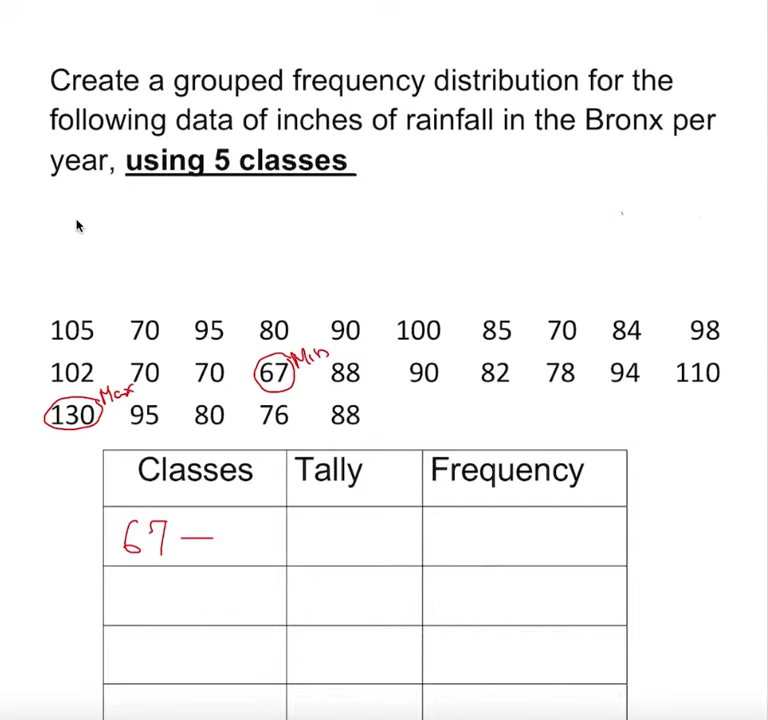 Create a grouped frequency distribution for the
following data of inches of rainfall in the Bronx per
year, using 5 classes
105 70 95 80 90 100 85 70 84 98
Min
102 70 70 67 88 90 82 78 94 110
Max
130 95 80 76 88
Classes Tally Frequency
67 —